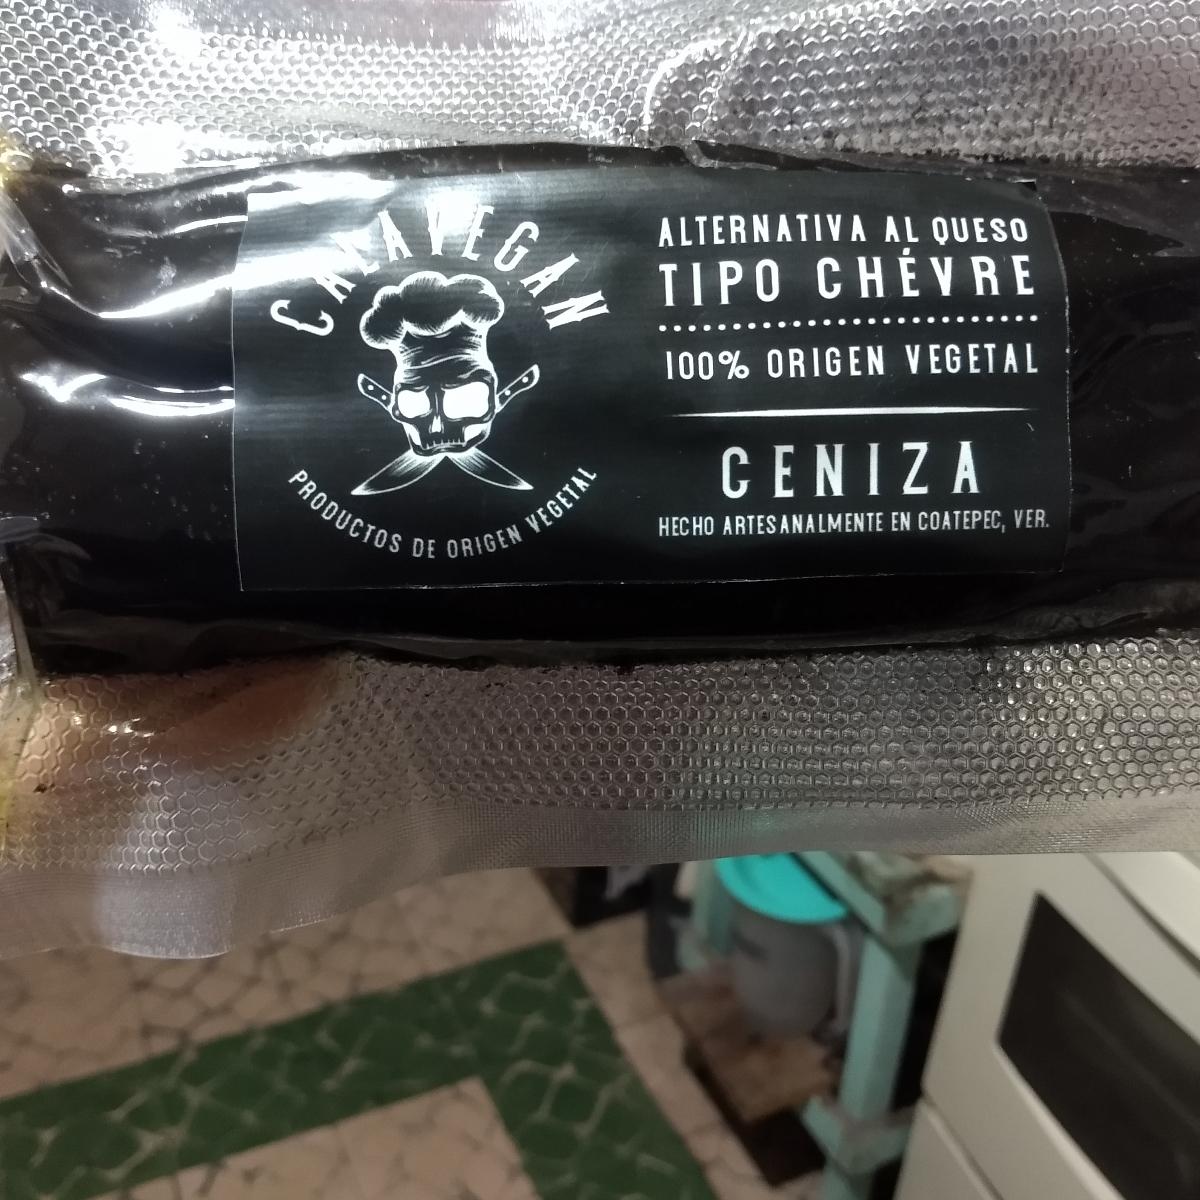 CALAVEGAN
PRODUCTOS DE ORIGEN VEGETAL
ALTERNATIVA AL QUESO
TIPO CHÉVRE
100% ORIGEN VEGETAL
CENIZA
HECHO ARTESANALMENTE EN COATEPEC, VER.